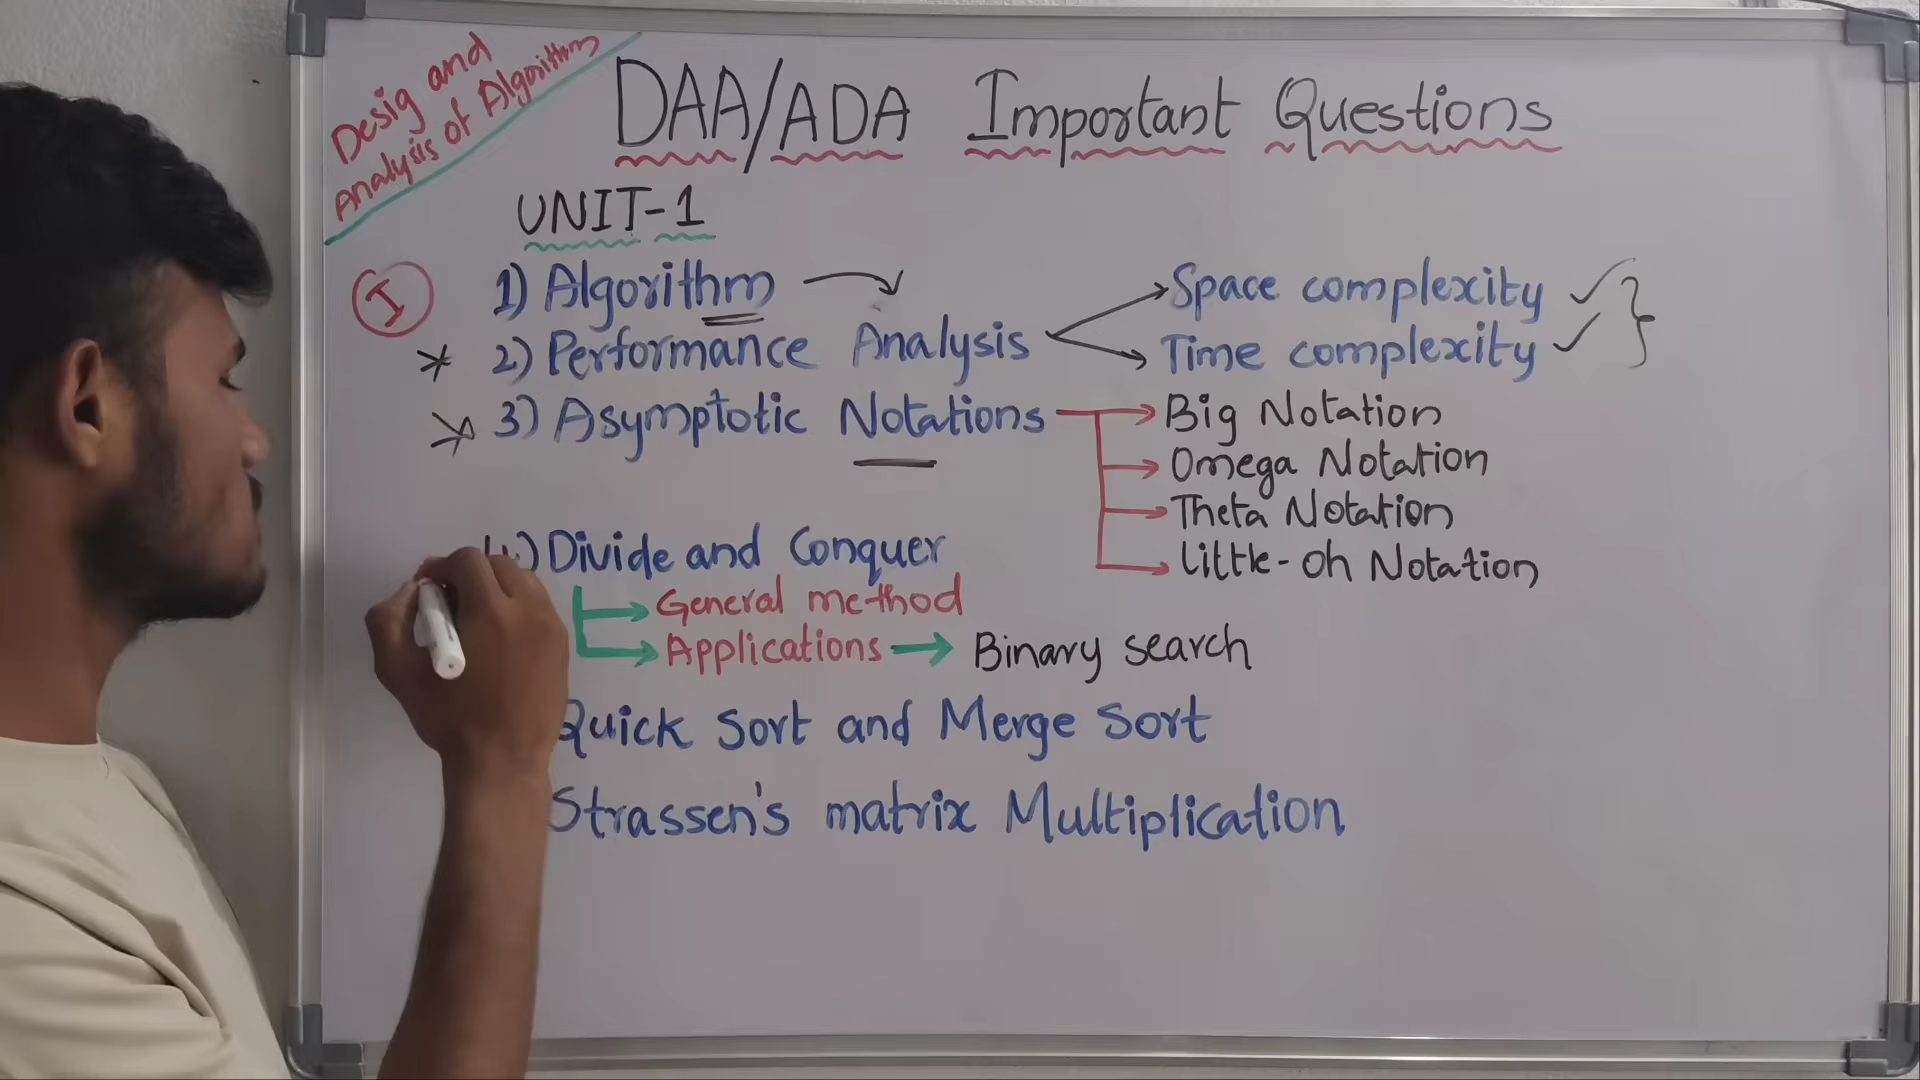 Desig and
Analysis of Algorithm
DAA/ADA Important Questions
UNIT-1
I
1) Algorithm
2) Performance Analysis
Space complexity
Time complexity
3) Asymptotic Notations
Big Notation
Omega Notation
Theta Notation
Little-oh Notation
4) Divide and Conquer
General method
Applications → Binary search
Quick Sort and Merge Sort
Strassen's matrix Multiplication